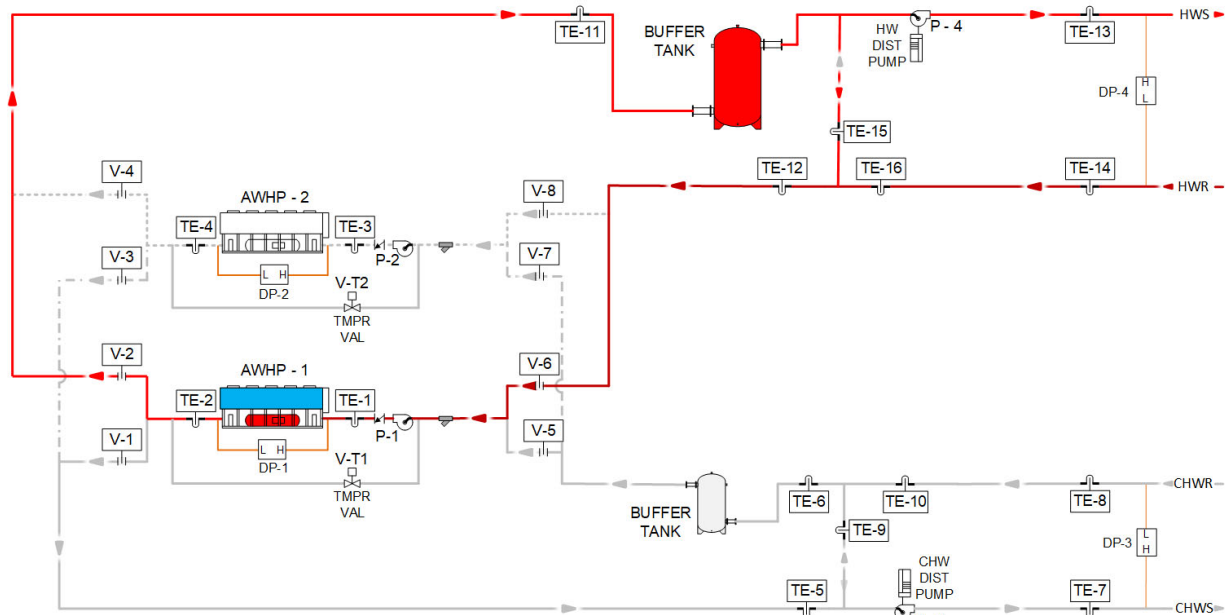 TE-11
BUFFER
TANK
HW
DIST
PUMP
P - 4
TE-13
HWS
DP-4
H
L
TE-15
V-4
AWHP - 2
V-8
TE-12
TE-16
TE-14
HWR
TE-4
TE-3
P-2
V-3
V-7
L H
DP-2
V-T2
TMPR
VAL
V-2
AWHP - 1
V-6
TE-2
TE-1
P-1
V-1
V-5
L H
DP-1
V-T1
TMPR
VAL
BUFFER
TANK
TE-6
TE-10
TE-8
CHWR
TE-9
DP-3
L
H
CHW
DIST
PUMP
TE-5
TE-7
CHWS